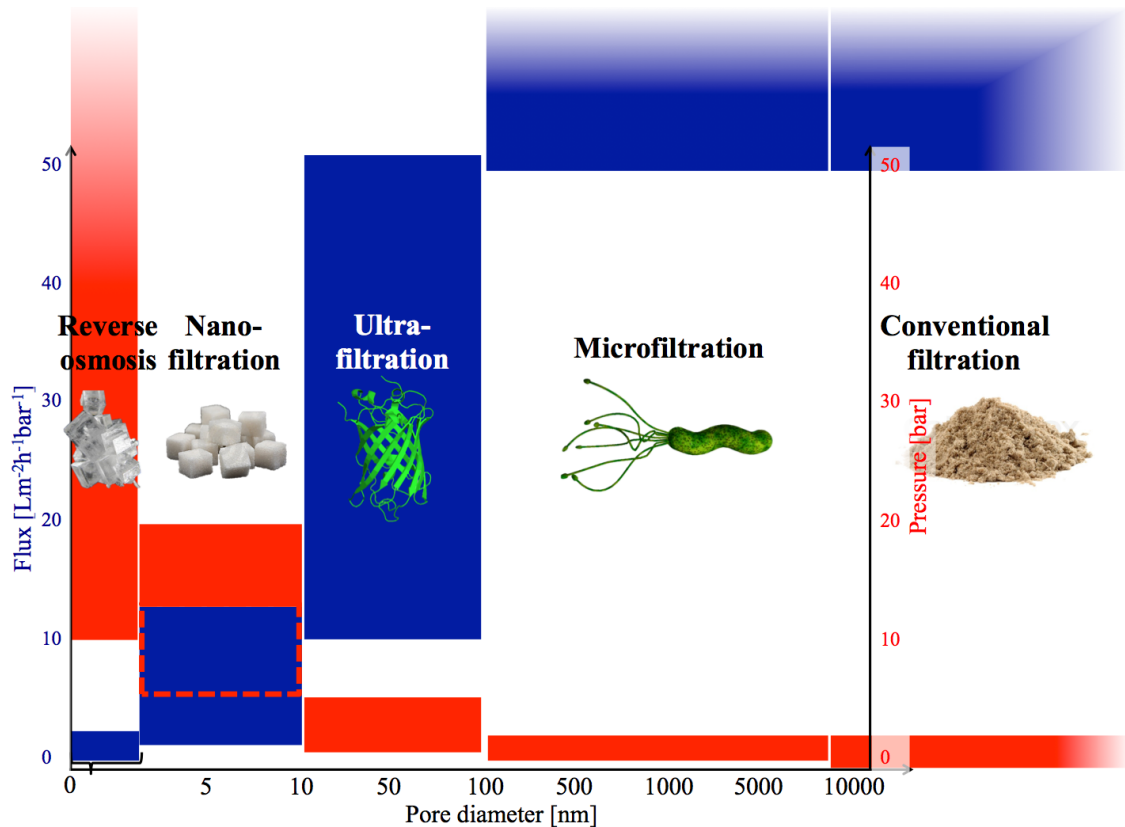 50
50
40
40
Reverse
osmosis
Nano-
filtration
Ultra-
filtration
Microfiltration
Conventional
filtration
30
30
20
20
10
10
0
0
Flux [Lm⁻²h⁻¹bar⁻¹]
Pressure [bar]
0 5 10 50 100 500 1000 5000 10000
Pore diameter [nm]